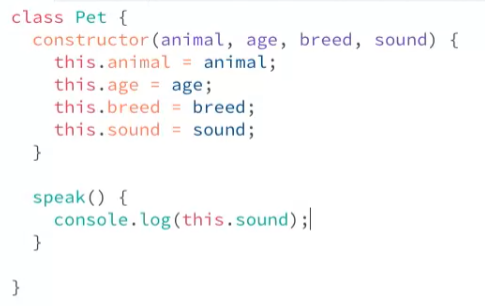 class Pet {
  constructor(animal, age, breed, sound) {
    this.animal = animal;
    this.age = age;
    this.breed = breed;
    this.sound = sound;
  }

  speak() {
    console.log(this.sound);
  }

}